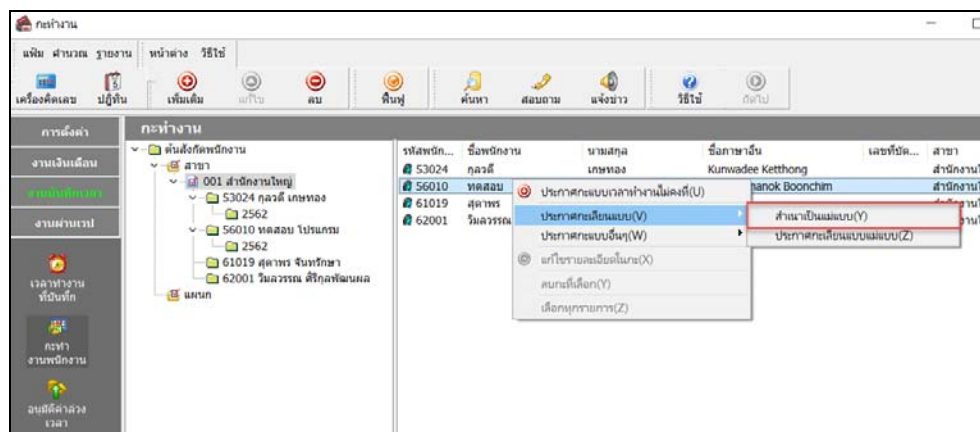 กะทำงาน
แฟ้ม คำนวณ รายงาน หน้าต่าง วิธีใช้
เครื่องคิดเลข ปฏิทิน เพิ่มเติม แก้ไข ลบ ฟื้นฟู ค้นหา สอบถาม แจ้งข่าว วิธีใช้ ถัดไป
การตั้งค่า
งานเงินเดือน
งานบันทึกเวลา
งานผ่านเวป
เวลาทำงาน
ที่บันทึก
กะทำ
งานพนักงาน
อนุมัติค่าล่วง
เวลา
กะทำงาน
ต้นสังกัดพนักงาน
สาขา
001 สำนักงานใหญ่
53024 กุลวดี เกษทอง
2562
56010 ทดสอบ โปรแกรม
2562
61019 สุดาพร จันทรักษา
62001 วิมลวรรณ ศิริกุลพัฒนผล
แผนก
รหัสพนัก... ชื่อพนักงาน นามสกุล ชื่อภาษาอื่น เลขที่บัต... สาขา
53024 กุลวดี เกษทอง Kunwadee Ketthong สำนักงานใ
56010 ทดสอบ hanok Boonchim สำนักงานใ
61019 สุดาพร
62001 วิมลวรรณ
ประกาศกะแบบเวลาทำงานไม่คงที่(U)
ประกาศกะเลียนแบบ(V)
ประกาศกะแบบอื่นๆ(W)
แก้ไขรายละเอียดในกะ(X)
ลบกะที่เลือก(Y)
เลือกทุกรายการ(Z)
สำเนาเป็นแม่แบบ(Y)
ประกาศกะเลียนแบบแม่แบบ(Z)